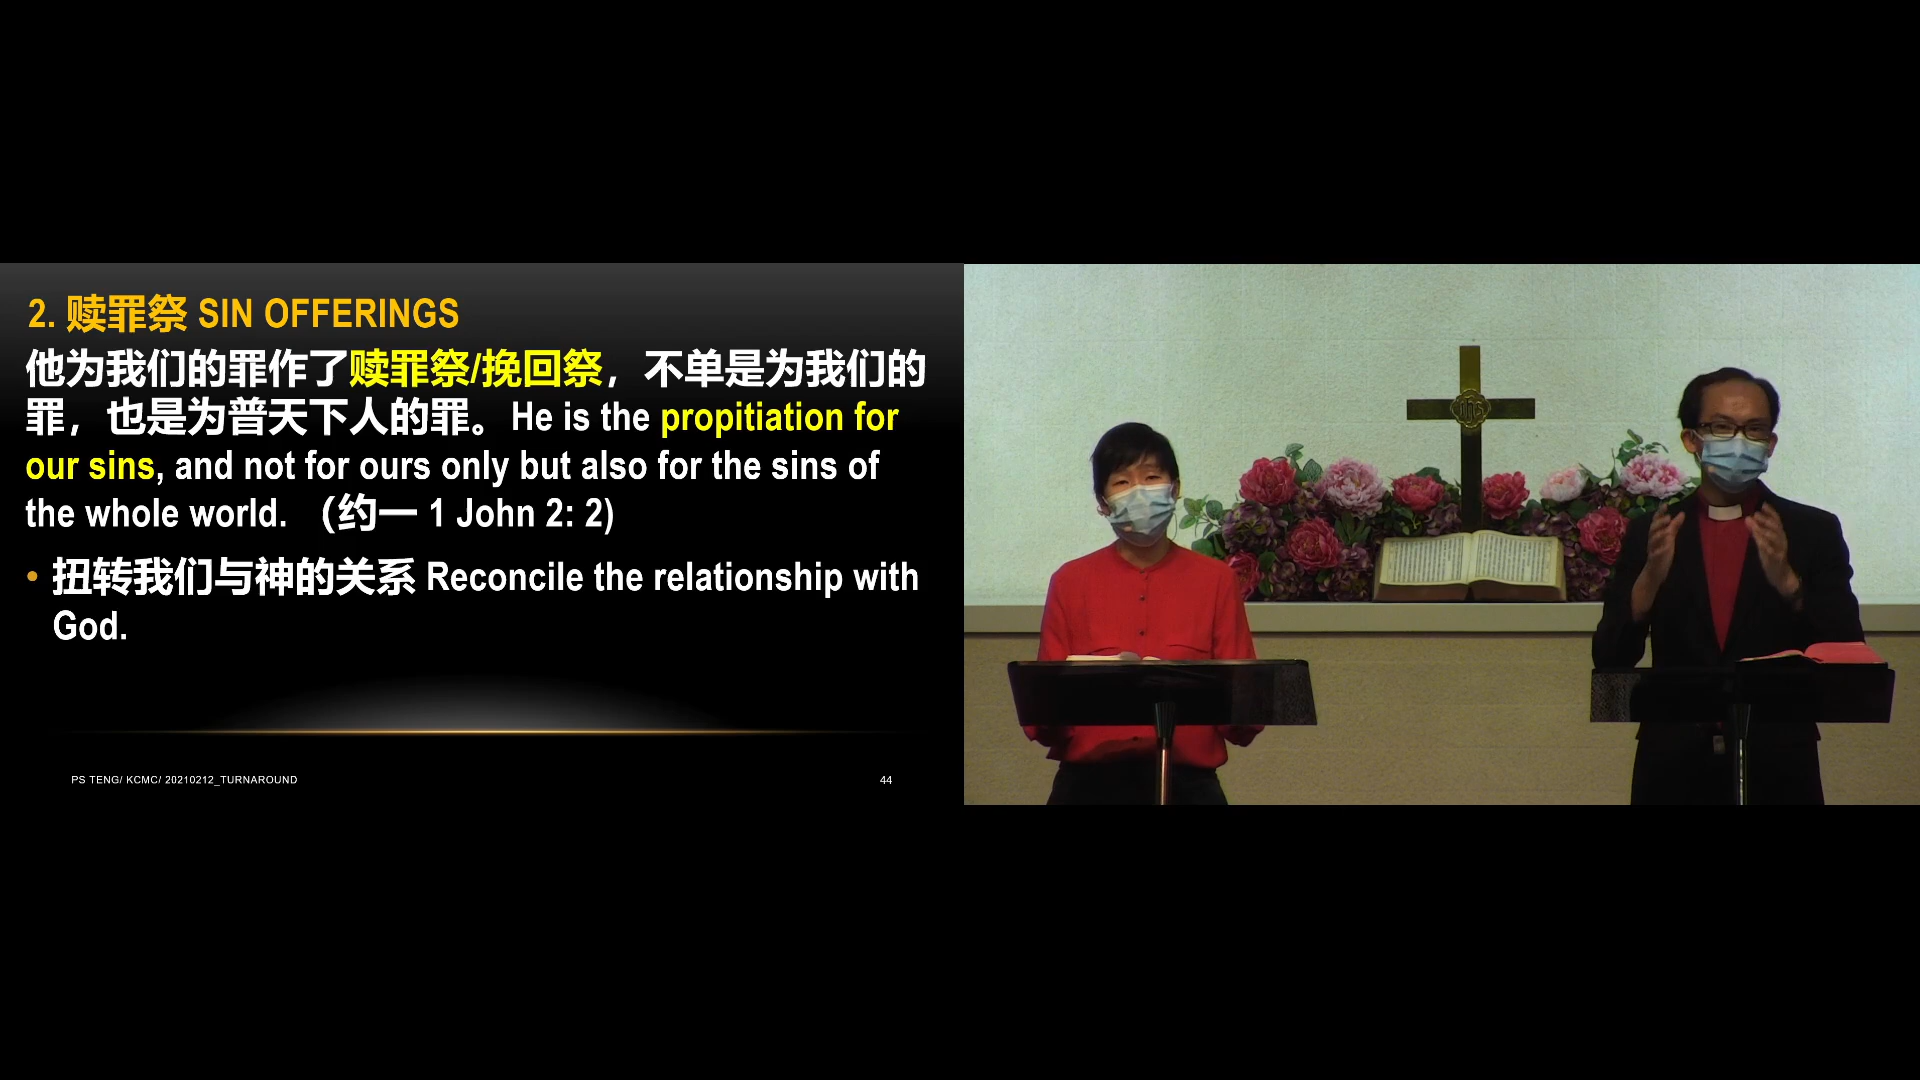 2. 赎罪祭 SIN OFFERINGS
他为我们的罪作了赎罪祭/挽回祭，不单是为我们的
罪，也是为普天下人的罪。He is the propitiation for
our sins, and not for ours only but also for the sins of
the whole world. （约一 1 John 2: 2)
• 扭转我们与神的关系 Reconcile the relationship with
God.
PS TENG/ KCMC/ 20210212_TURNAROUND
44